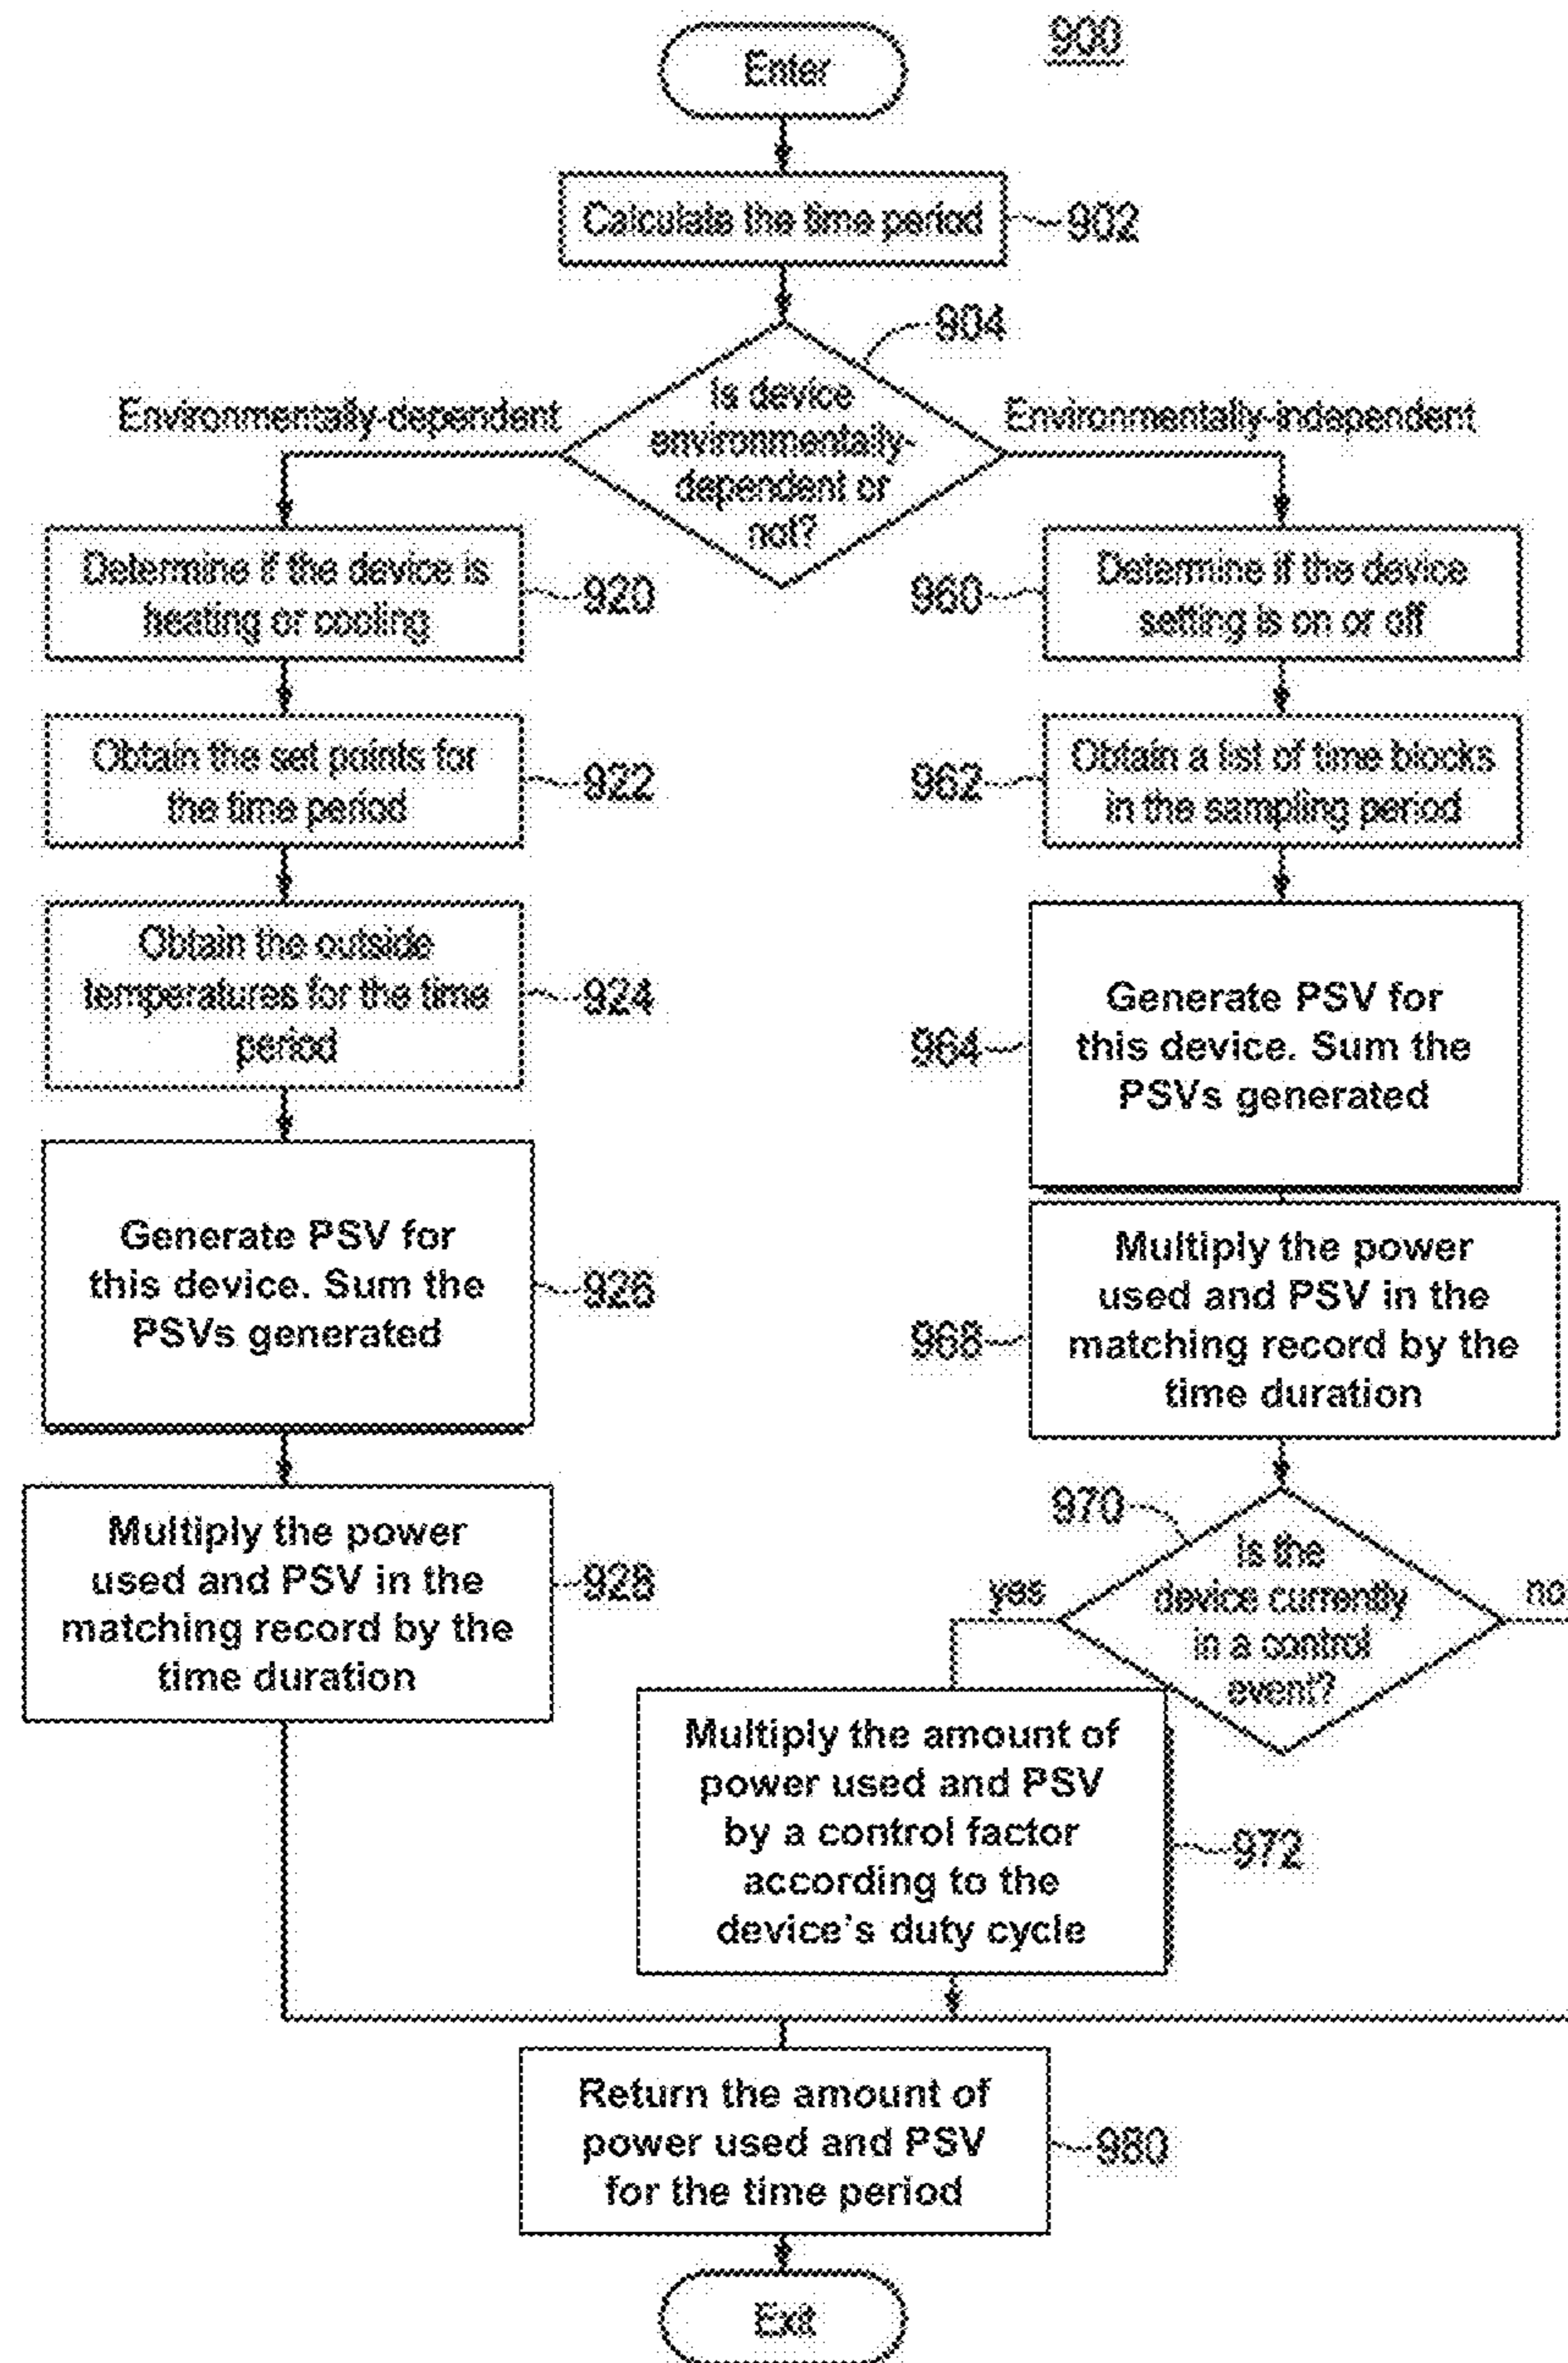 900
Enter
Calculate the time period
902
904
Is device
environmentally-
dependent or
not?
Environmentally-dependent
Environmentally-independent
Determine if the device is
heating or cooling
920
Obtain the set points for
the time period
922
Obtain the outside
temperatures for the time
period
924
Generate PSV for
this device. Sum the
PSVs generated
926
Multiply the power
used and PSV in the
matching record by the
time duration
928
960
Determine if the device
setting is on or off
962
Obtain a list of time blocks
in the sampling period
964
Generate PSV for
this device. Sum the
PSVs generated
968
Multiply the power
used and PSV in the
matching record by the
time duration
970
Is the
device currently
in a control
event?
yes
no
Multiply the amount of
power used and PSV
by a control factor
according to the
device's duty cycle
972
Return the amount of
power used and PSV
for the time period
980
Exit